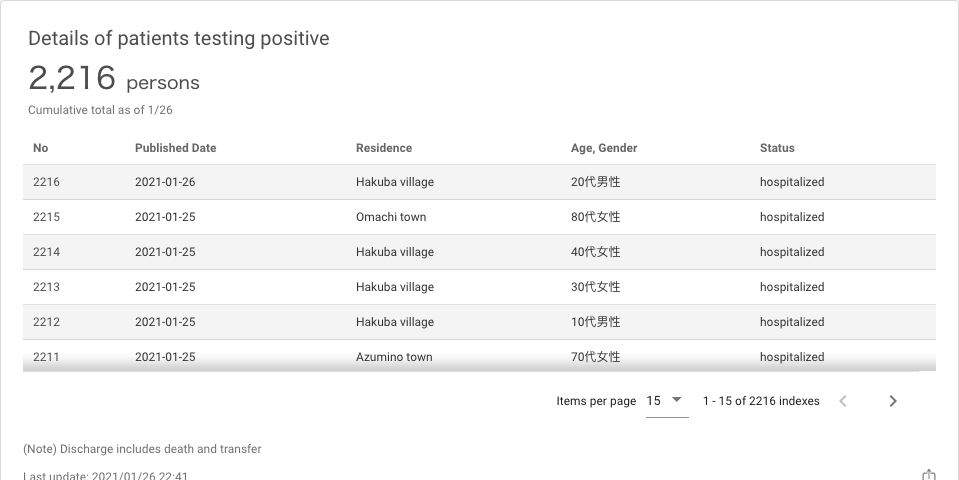 Details of patients testing positive
2,216 persons
Cumulative total as of 1/26
No Published Date Residence Age, Gender Status
2216 2021-01-26 Hakuba village 20代男性 hospitalized
2215 2021-01-25 Omachi town 80代女性 hospitalized
2214 2021-01-25 Hakuba village 40代女性 hospitalized
2213 2021-01-25 Hakuba village 30代女性 hospitalized
2212 2021-01-25 Hakuba village 10代男性 hospitalized
2211 2021-01-25 Azumino town 70代女性 hospitalized
Items per page 15 1 - 15 of 2216 indexes
(Note) Discharge includes death and transfer
Last update: 2021/01/26 22:41